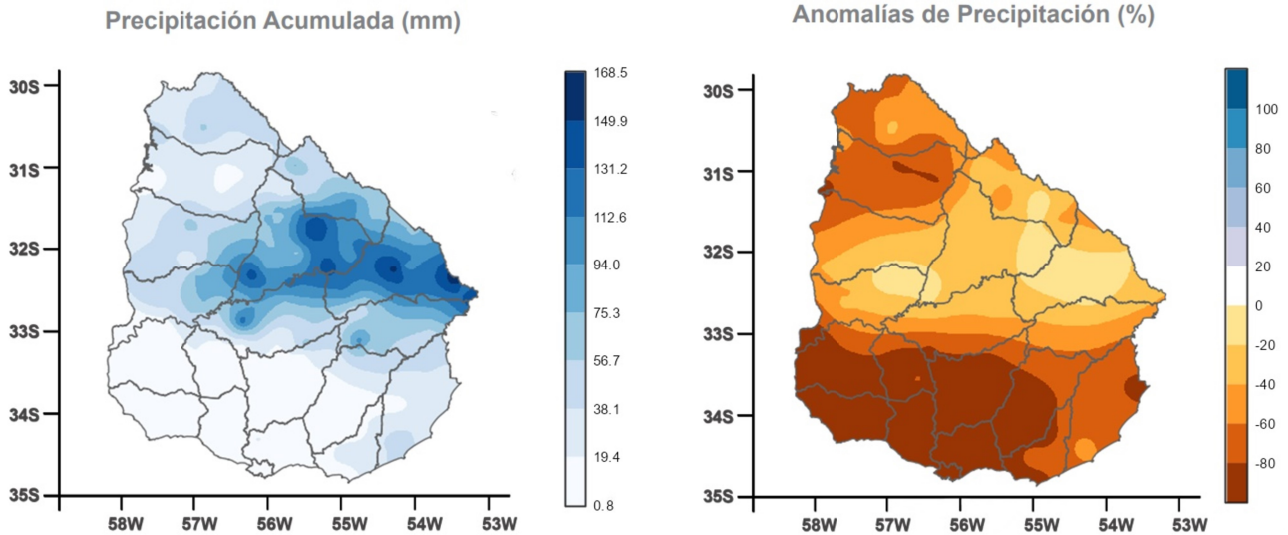 Precipitación Acumulada (mm)
30S
31S
32S
33S
34S
35S
58W
57W
56W
55W
54W
53W
168.5
149.9
131.2
112.6
94.0
75.3
56.7
38.1
19.4
0.8
Anomalías de Precipitación (%)
30S
31S
32S
33S
34S
35S
58W
57W
56W
55W
54W
53W
100
80
60
40
20
0
-20
-40
-60
-80